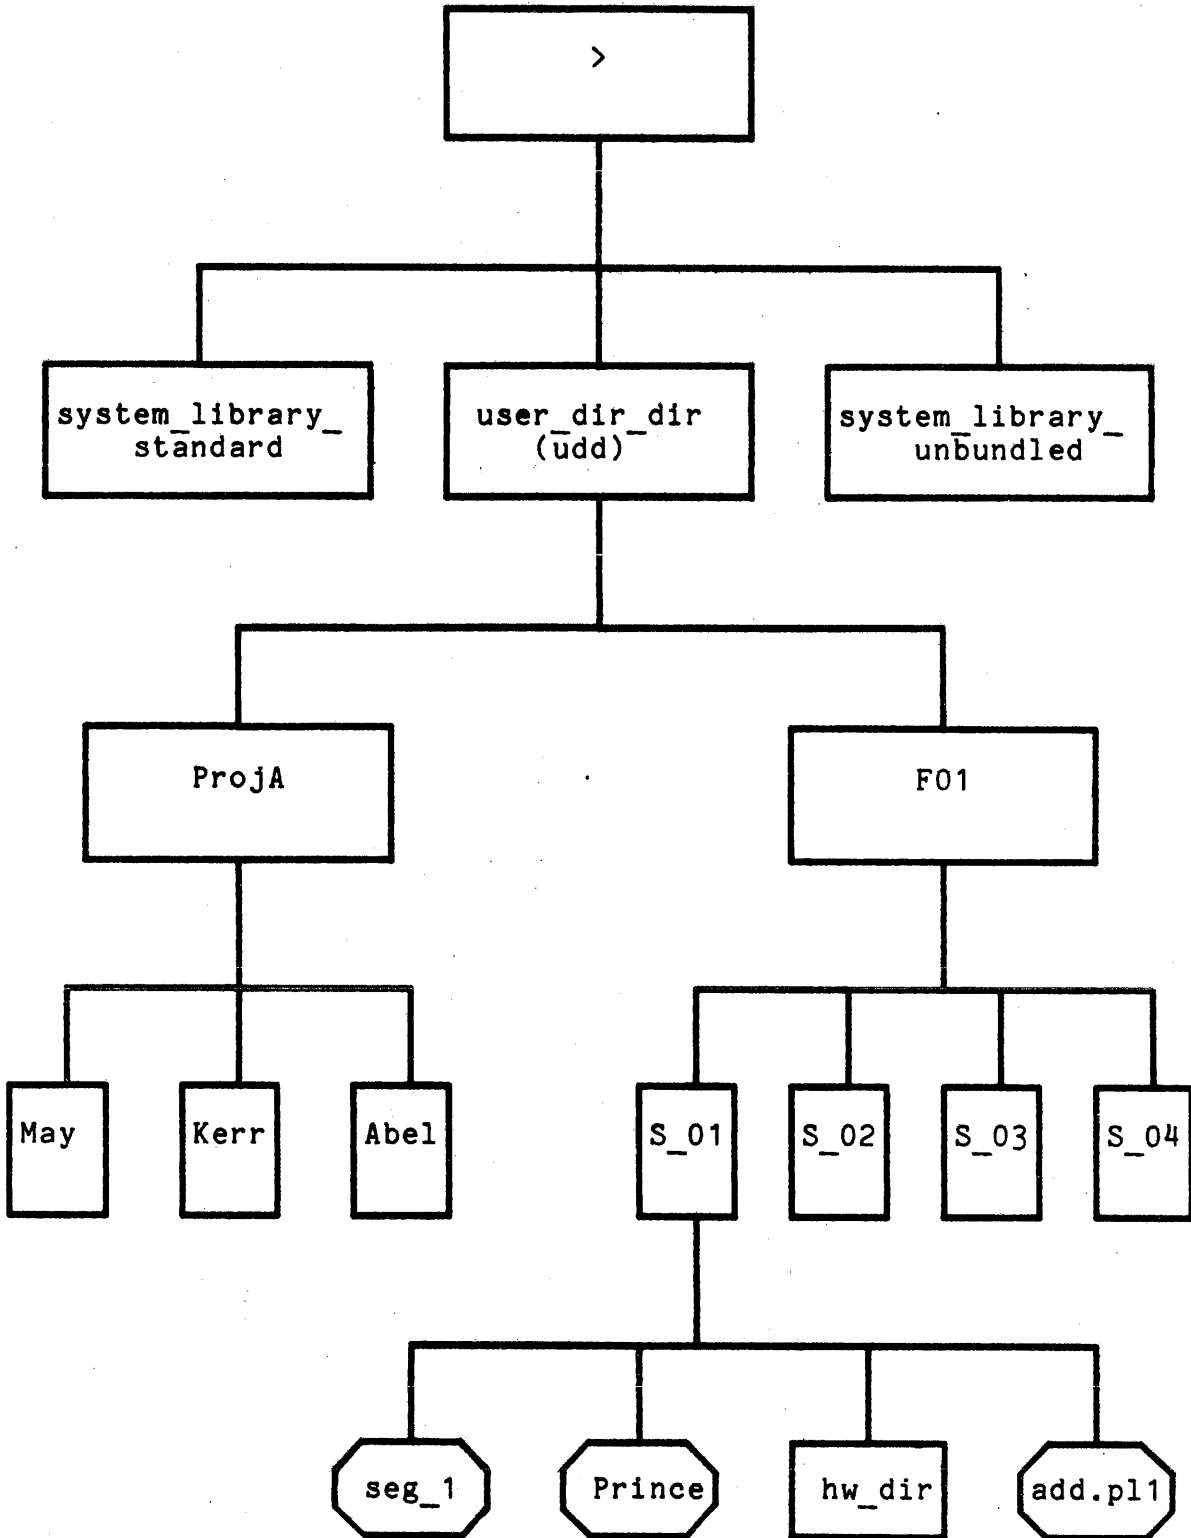 >
system_library_
standard
user_dir_dir
(udd)
system_library_
unbundled
ProjA
F01
May
Kerr
Abel
S_01
S_02
S_03
S_04
seg_1
Prince
hw_dir
add.pl1